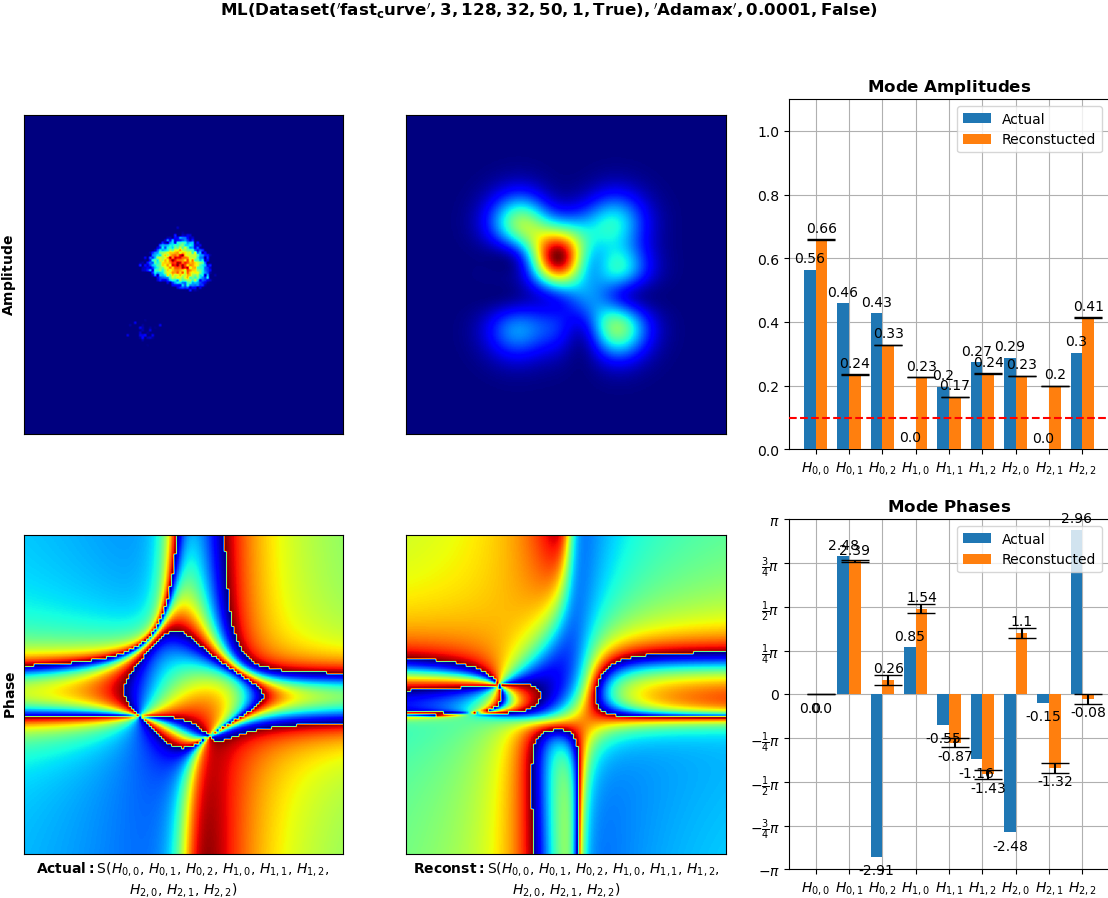 ML(Dataset('fast_curve', 3, 128, 32, 50, 1, True), 'Adamax', 0.0001, False)
Mode Amplitudes
Amplitude
Actual
Reconstucted
1.0
0.8
0.6
0.4
0.2
0.0
0.56
0.66
0.46
0.24
0.43
0.33
0.0
0.23
0.2
0.17
0.27
0.24
0.29
0.23
0.0
0.2
0.3
0.41
H0,0 H0,1 H0,2 H1,0 H1,1 H1,2 H2,0 H2,1 H2,2
Mode Phases
Phase
Actual
Reconstucted
π
3/4π
1/2π
1/4π
0
−1/4π
−1/2π
−3/4π
−π
0.0
0.0
2.48
2.39
-2.91
0.26
0.85
1.54
-0.55
-0.87
-1.16
-1.43
-2.48
1.1
-0.15
-1.32
2.96
-0.08
H0,0 H0,1 H0,2 H1,0 H1,1 H1,2 H2,0 H2,1 H2,2
Actual: S(H0,0, H0,1, H0,2, H1,0, H1,1, H1,2,
H2,0, H2,1, H2,2)
Reconst: S(H0,0, H0,1, H0,2, H1,0, H1,1, H1,2,
H2,0, H2,1, H2,2)